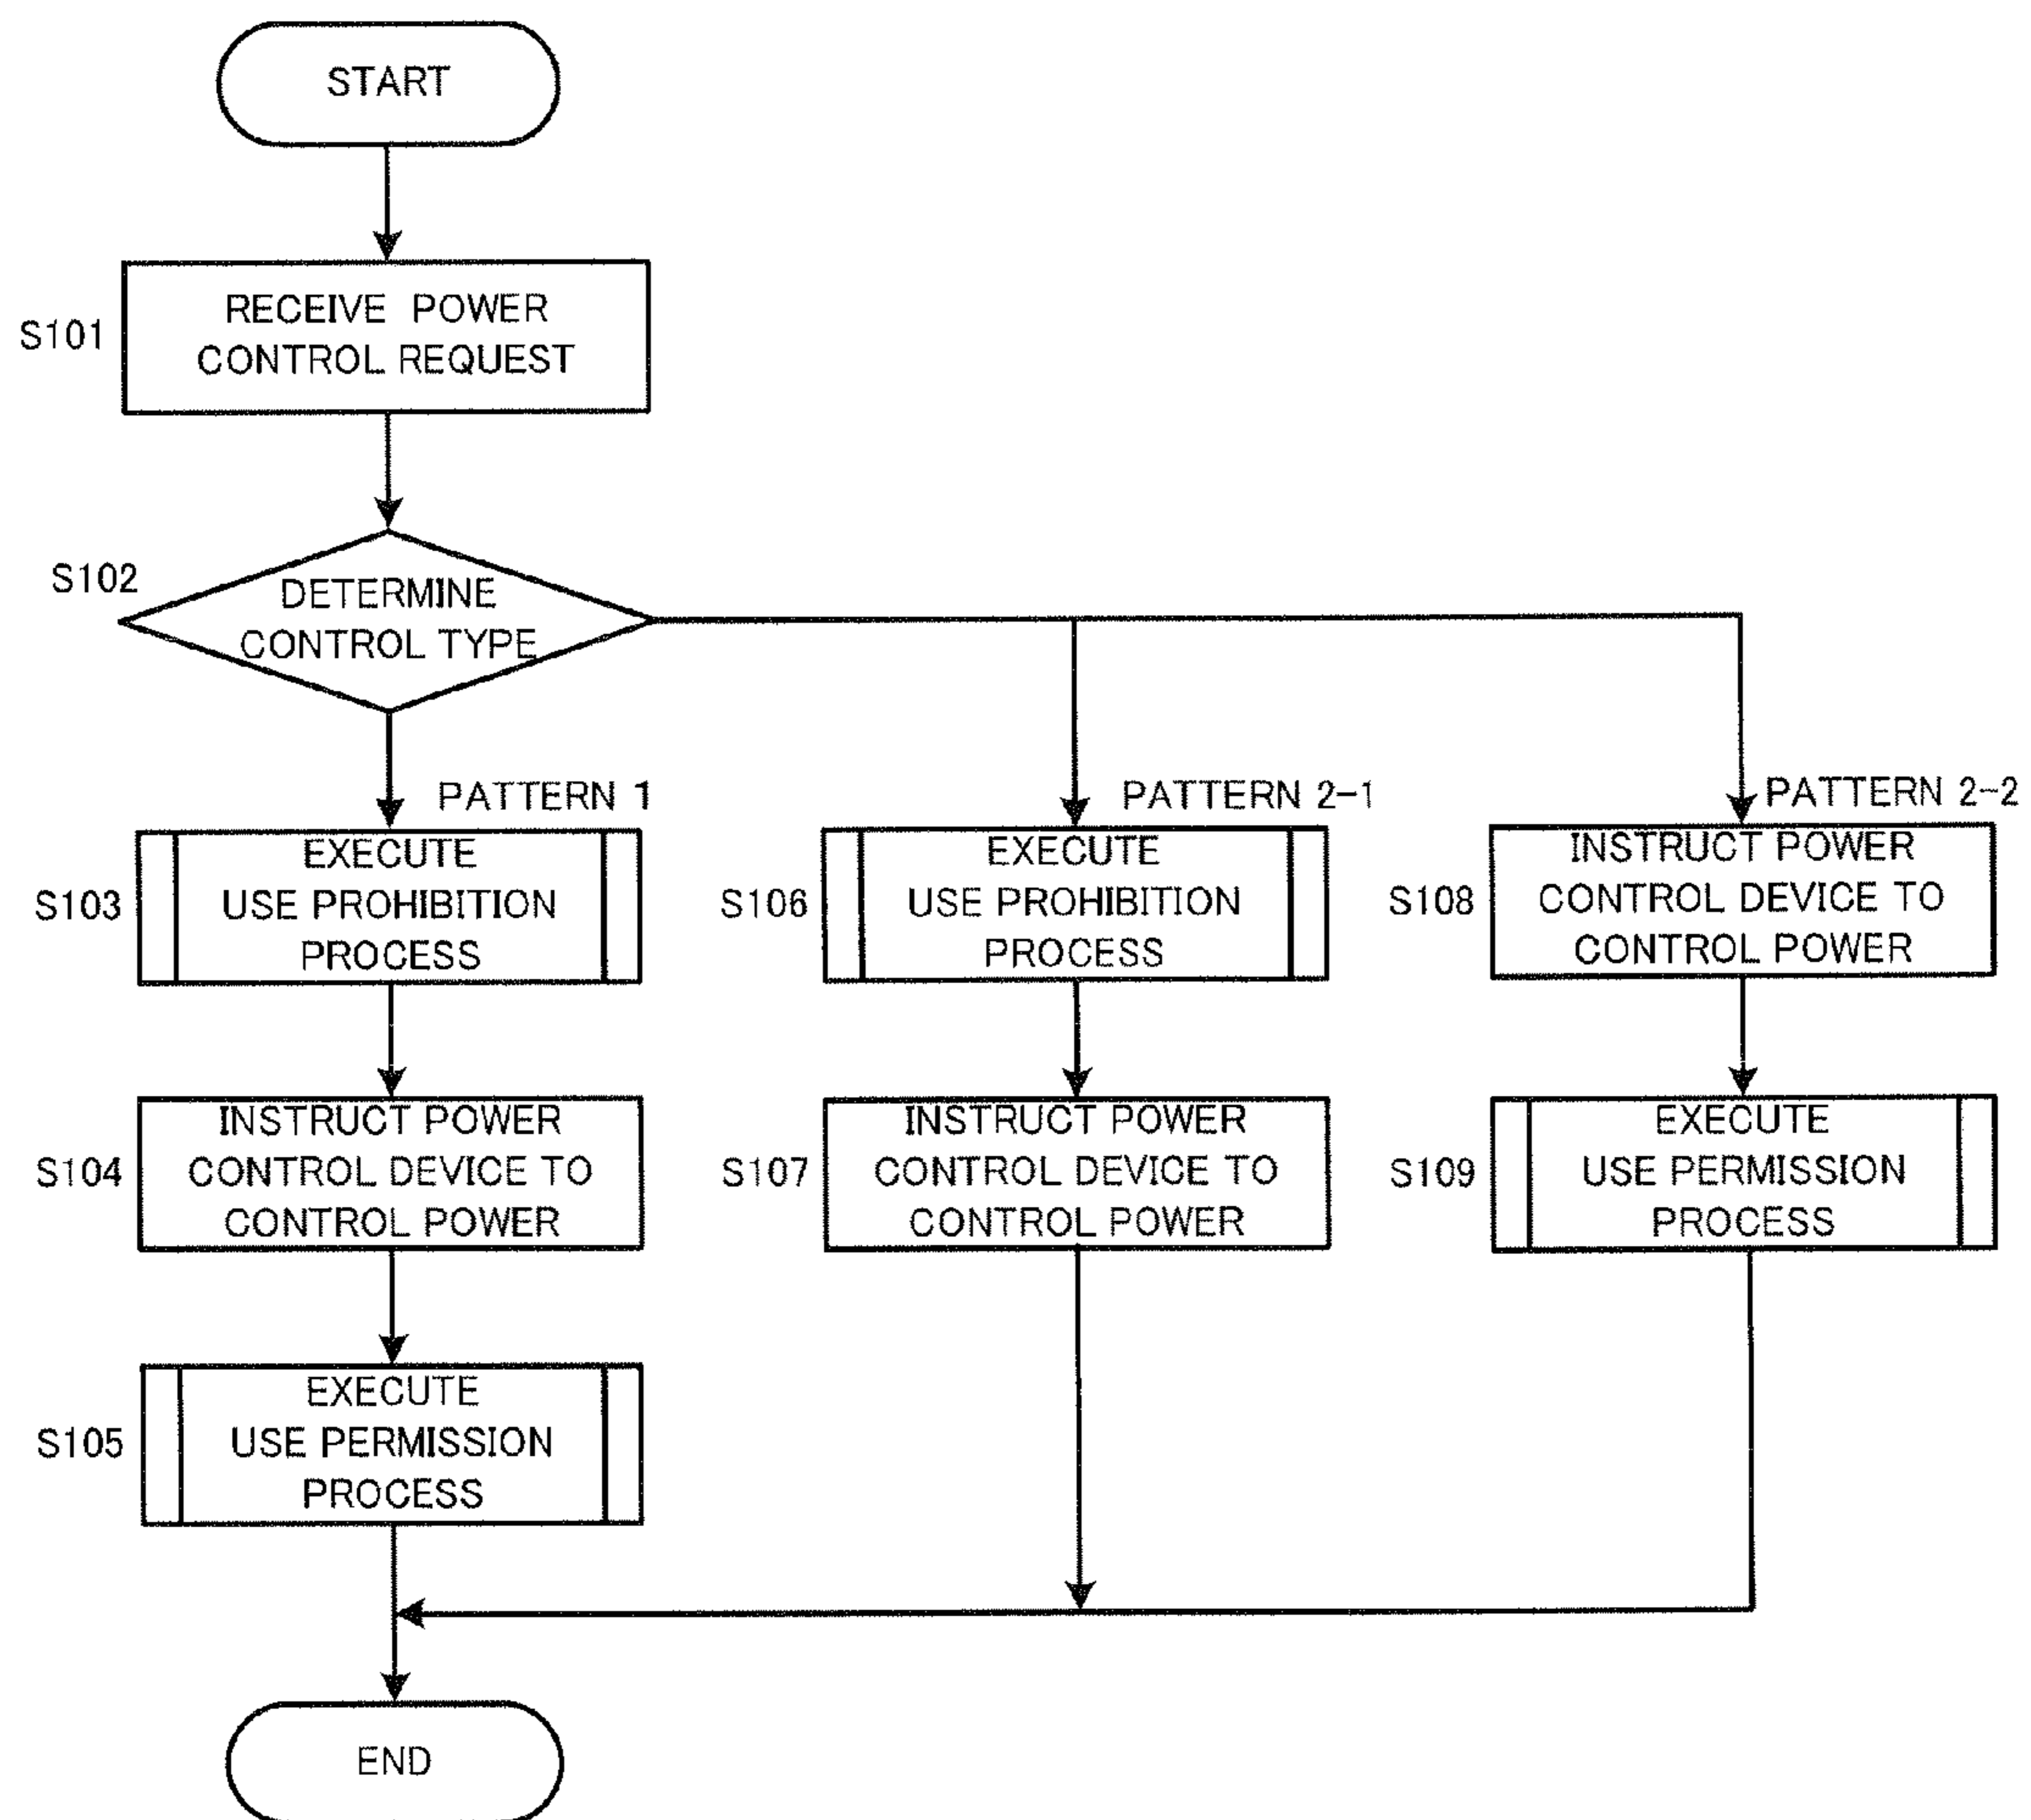 START
S101
RECEIVE POWER
CONTROL REQUEST
S102
DETERMINE
CONTROL TYPE
PATTERN 1
S103
EXECUTE
USE PROHIBITION
PROCESS
S104
INSTRUCT POWER
CONTROL DEVICE TO
CONTROL POWER
S105
EXECUTE
USE PERMISSION
PROCESS
PATTERN 2-1
S106
EXECUTE
USE PROHIBITION
PROCESS
S107
INSTRUCT POWER
CONTROL DEVICE TO
CONTROL POWER
PATTERN 2-2
S108
INSTRUCT POWER
CONTROL DEVICE TO
CONTROL POWER
S109
EXECUTE
USE PERMISSION
PROCESS
END